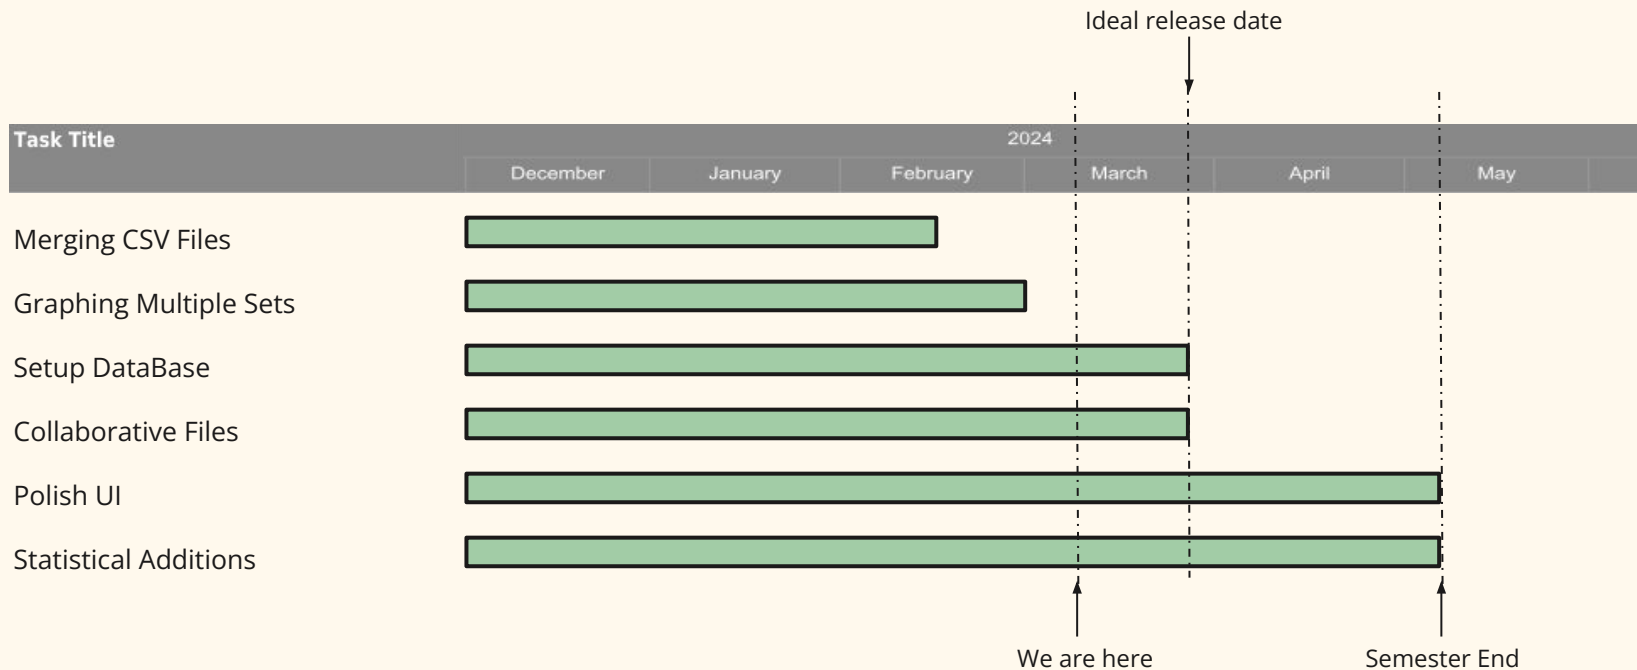 Ideal release date
Task Title 2024
December January February March April May
Merging CSV Files
Graphing Multiple Sets
Setup DataBase
Collaborative Files
Polish UI
Statistical Additions
We are here Semester End